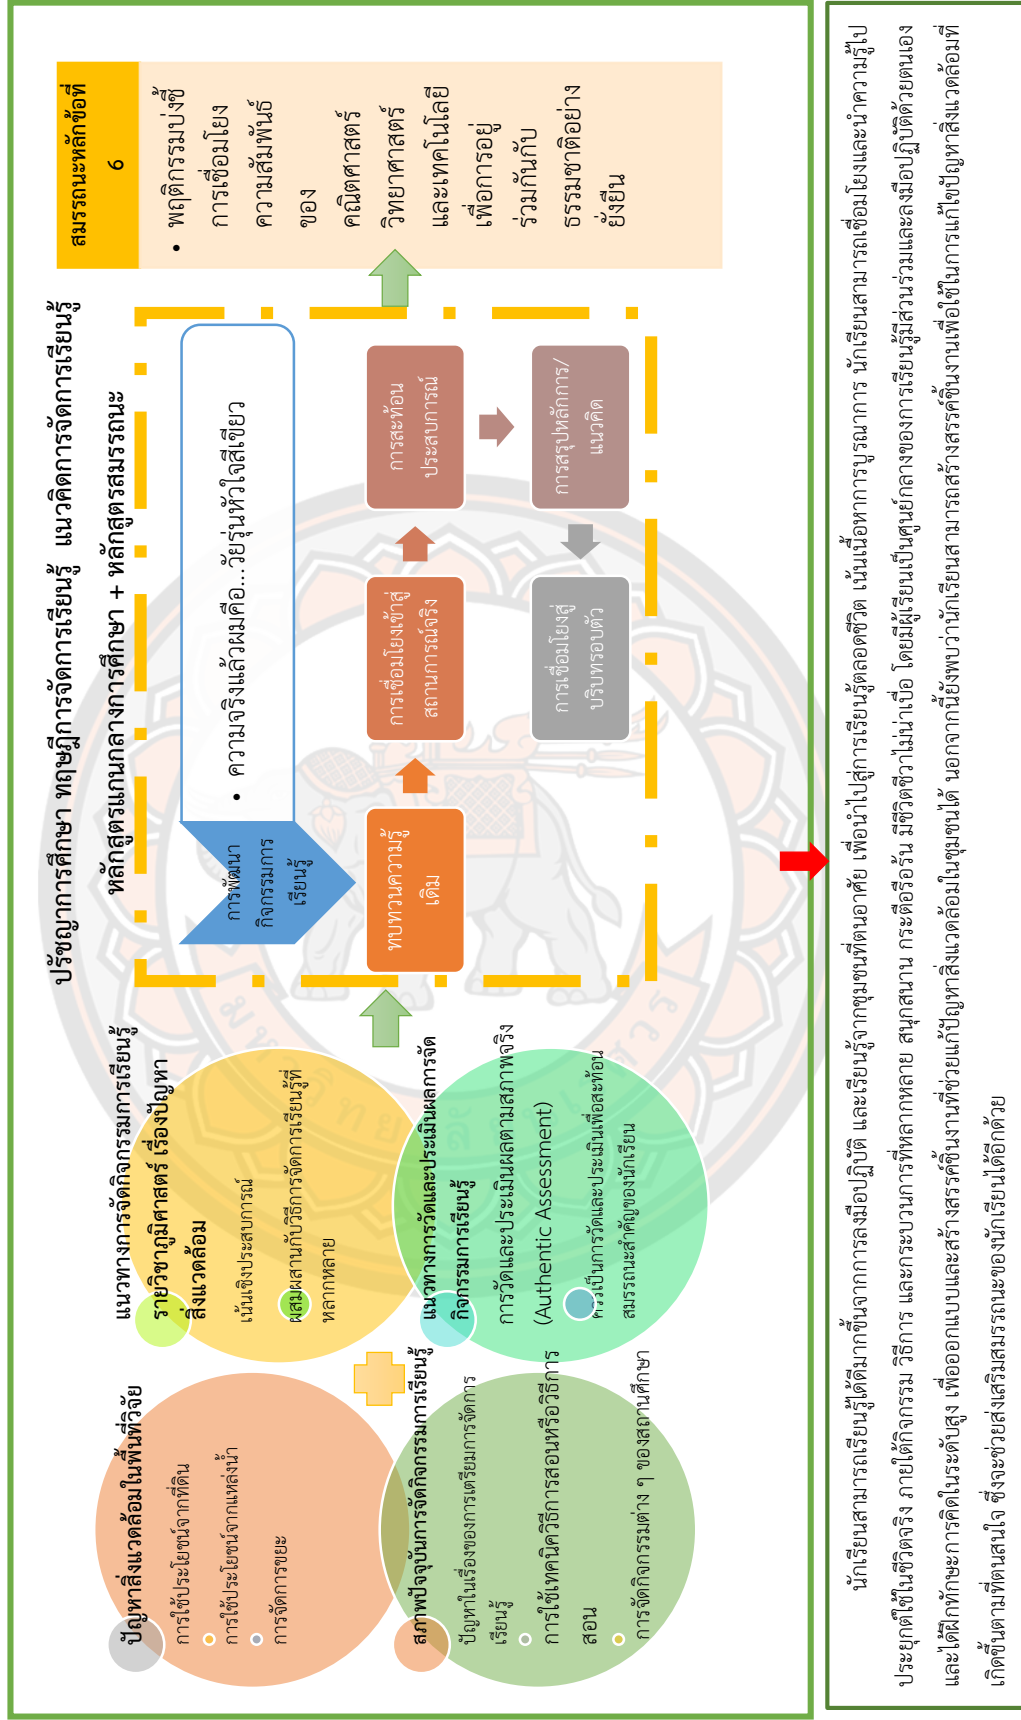 ปัญหาสิ่งแวดล้อมในพื้นที่วิจัย
การใช้ประโยชน์จากที่ดิน
การใช้ประโยชน์จากแหล่งน้ำ
การจัดการขยะ
สภาพปัจจุบันการจัดกิจกรรมการเรียนรู้
ปัญหาในเรื่องของการเตรียมการจัดการ
เรียนรู้
การใช้เทคนิควิธีการสอนหรือวิธีการ
สอน
การจัดกิจกรรมต่าง ๆ ของสถานศึกษา
แนวทางการจัดกิจกรรมการเรียนรู้
รายวิชาภูมิศาสตร์ เรื่องปัญหา
สิ่งแวดล้อม
เน้นเชิงประสบการณ์
ผสมผสานกับวิธีการจัดการเรียนรู้ที่
หลากหลาย
แนวทางการวัดและประเมินผลการจัด
กิจกรรมการเรียนรู้
การวัดและประเมินผลตามสภาพจริง
(Authentic Assessment)
ควรเป็นการวัดและประเมินเพื่อสะท้อน
สมรรถนะสำคัญของนักเรียน
ปรัชญาการศึกษา ทฤษฎีการจัดการเรียนรู้ แนวคิดการจัดการเรียนรู้
หลักสูตรแกนกลางการศึกษา + หลักสูตรสมรรถนะ
การพัฒนา
กิจกรรมการ
เรียนรู้
• ความจริงแล้วผมคือ...วัยรุ่นหัวใจสีเขียว
ทบทวนความรู้
เดิม
การเชื่อมโยงเข้าสู่
สถานการณ์จริง
การสะท้อน
ประสบการณ์
การสรุปหลักการ/
แนวคิด
การเชื่อมโยงสู่
บริบทรอบตัว
สมรรถนะหลักข้อที่
6
• พฤติกรรมบ่งชี้
การเชื่อมโยง
ความสัมพันธ์
ของ
คณิตศาสตร์
วิทยาศาสตร์
และเทคโนโลยี
เพื่อการอยู่
ร่วมกันกับ
ธรรมชาติอย่าง
ยั่งยืน
นักเรียนสามารถเรียนรู้ได้ดีมากขึ้นจากการลงมือปฏิบัติ และเรียนรู้จากชุมชนที่ตนอาศัย เพื่อนำไปสู่การเรียนรู้ตลอดชีวิต เน้นเนื้อหาการบูรณาการ นักเรียนสามารถเชื่อมโยงและนำความรู้ไป
ประยุกต์ใช้ในชีวิตจริง ภายใต้กิจกรรม วิธีการ และกระบวนการที่หลากหลาย สนุกสนาน กระตือรือร้น มีชีวิตชีวาไม่น่าเบื่อ โดยมีผู้เรียนเป็นศูนย์กลางของการเรียนรู้มีส่วนร่วมและลงมือปฏิบัติด้วยตนเอง
และได้ฝึกทักษะการคิดในระดับสูง เพื่อออกแบบและสร้างสรรค์ชิ้นงานที่ช่วยแก้ปัญหาสิ่งแวดล้อมในชุมชนได้ นอกจากนี้ยังพบว่านักเรียนสามารถสร้างสรรค์ชิ้นงานเพื่อใช้ในการแก้ไขปัญหาสิ่งแวดล้อมที่
เกิดขึ้นตามที่ตนสนใจ ซึ่งจะช่วยส่งเสริมสมรรถนะของนักเรียนได้อีกด้วย